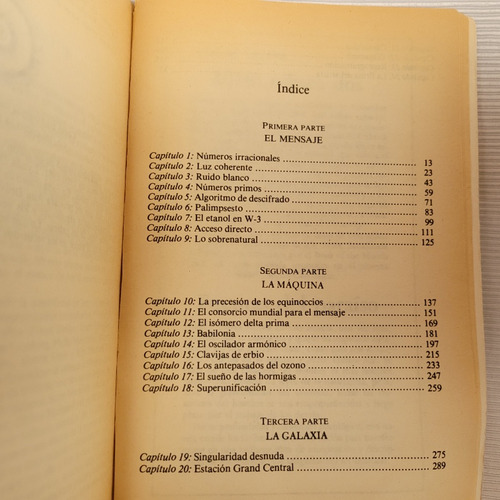 Índice
PRIMERA PARTE
EL MENSAJE
Capítulo 1: Números irracionales ........ 13
Capítulo 2: Luz coherente ........ 23
Capítulo 3: Ruido blanco ........ 43
Capítulo 4: Números primos ........ 59
Capítulo 5: Algoritmo de descifrado ........ 71
Capítulo 6: Palimpsesto ........ 83
Capítulo 7: El etanol en W-3 ........ 99
Capítulo 8: Acceso directo ........ 111
Capítulo 9: Lo sobrenatural ........ 125
SEGUNDA PARTE
LA MÁQUINA
Capítulo 10: La precesión de los equinoccios ........ 137
Capítulo 11: El consorcio mundial para el mensaje ........ 151
Capítulo 12: El isómero delta prima ........ 169
Capítulo 13: Babilonia ........ 181
Capítulo 14: El oscilador armónico ........ 197
Capítulo 15: Clavijas de erbio ........ 215
Capítulo 16: Los antepasados del ozono ........ 233
Capítulo 17: El sueño de las hormigas ........ 247
Capítulo 18: Superunificación ........ 259
TERCERA PARTE
LA GALAXIA
Capítulo 19: Singularidad desnuda ........ 275
Capítulo 20: Estación Grand Central ........ 289